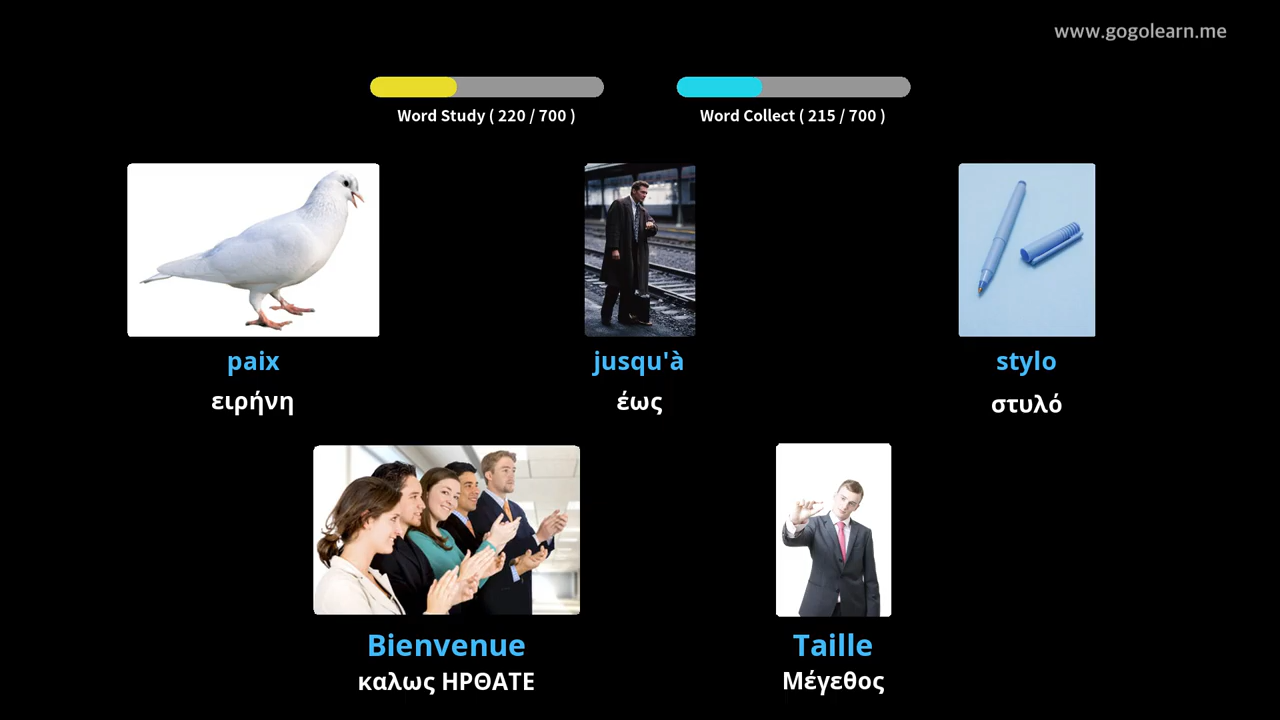 www.gogolearn.me
Word Study ( 220 / 700 )
Word Collect ( 215 / 700 )
paix
ειρήνη
jusqu'à
έως
stylo
στυλό
Bienvenue
καλως ΗΡΘΑΤΕ
Taille
Μέγεθος